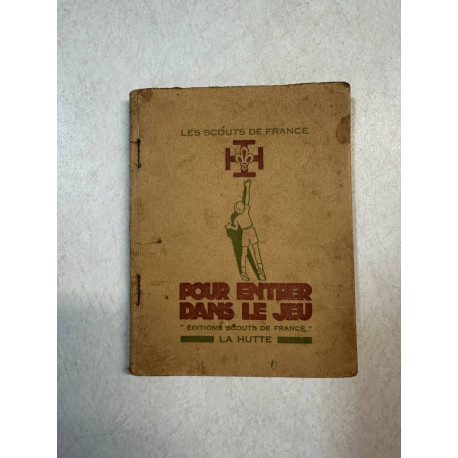 LES SCOUTS DE FRANCE
POUR ENTRER
DANS LE JEU
" ÉDITIONS SCOUTS DE FRANCE "
LA HUTTE